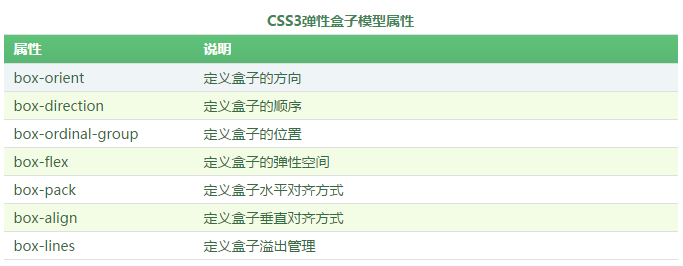 CSS3弹性盒子模型属性
属性 说明
box-orient 定义盒子的方向
box-direction 定义盒子的顺序
box-ordinal-group 定义盒子的位置
box-flex 定义盒子的弹性空间
box-pack 定义盒子水平对齐方式
box-align 定义盒子垂直对齐方式
box-lines 定义盒子溢出管理